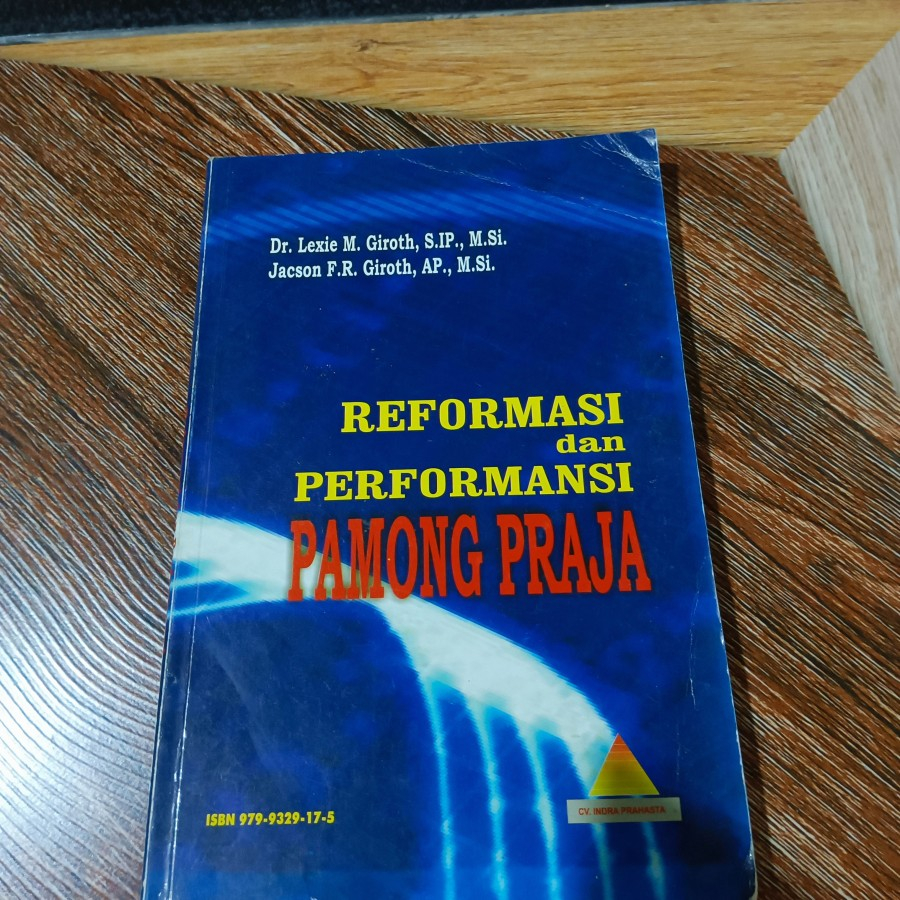 Dr. Lexie M. Giroth, S.IP., M.Si.
Jacson F.R. Giroth, AP., M.Si.
REFORMASI
dan
PERFORMANSI
PAMONG PRAJA
CV. INDRA PRAHASTA
ISBN 979-9329-17-5